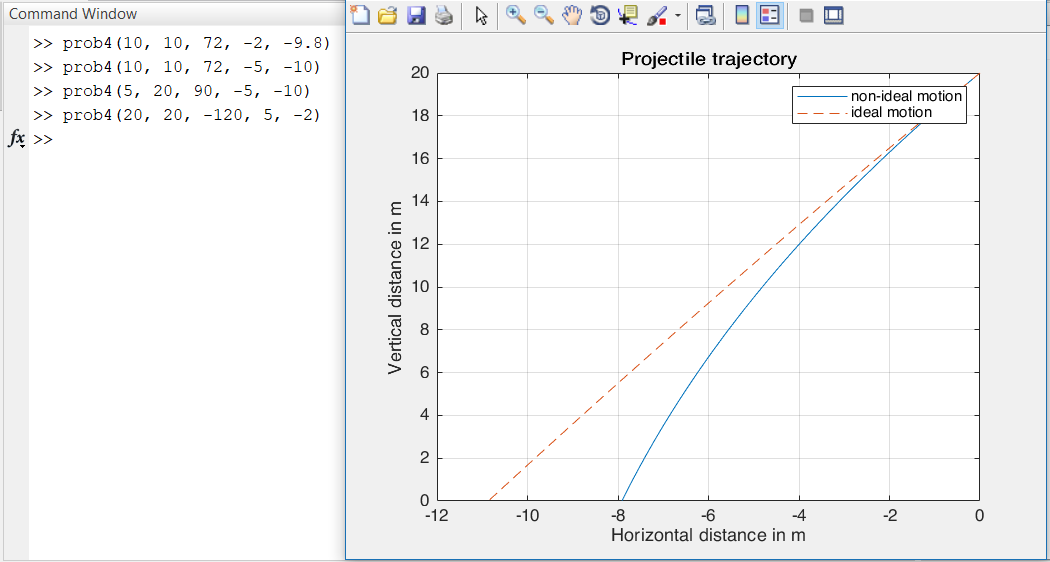 Command Window
>> prob4(10, 10, 72, -2, -9.8)
>> prob4(10, 10, 72, -5, -10)
>> prob4(5, 20, 90, -5, -10)
>> prob4(20, 20, -120, 5, -2)
fx >>
Projectile trajectory
non-ideal motion
ideal motion
20
18
16
14
12
10
8
6
4
2
0
Vertical distance in m
-12 -10 -8 -6 -4 -2 0
Horizontal distance in m